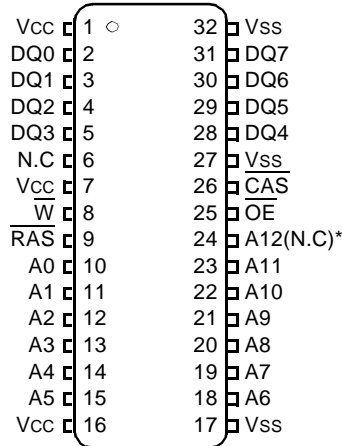 Vcc 1 32 Vss
DQ0 2 31 DQ7
DQ1 3 30 DQ6
DQ2 4 29 DQ5
DQ3 5 28 DQ4
N.C 6 27 Vss
Vcc 7 26 C̅A̅S̅
W̅ 8 25 O̅E̅
R̅A̅S̅ 9 24 A12(N.C)*
A0 10 23 A11
A1 11 22 A10
A2 12 21 A9
A3 13 20 A8
A4 14 19 A7
A5 15 18 A6
Vcc 16 17 Vss